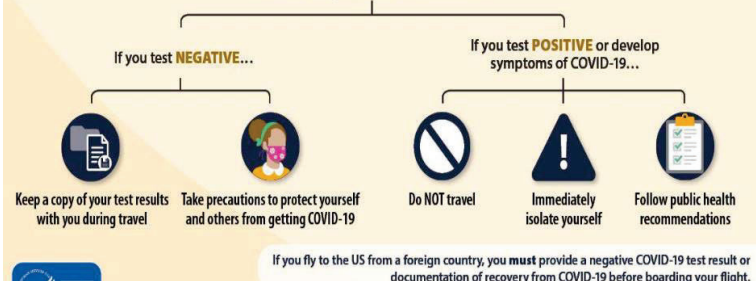 If you test NEGATIVE...
If you test POSITIVE or develop
symptoms of COVID-19...
Keep a copy of your test results
with you during travel
Take precautions to protect yourself
and others from getting COVID-19
Do NOT travel
Immediately
isolate yourself
Follow public health
recommendations
If you fly to the US from a foreign country, you must provide a negative COVID-19 test result or
documentation of recovery from COVID-19 before boarding your flight.